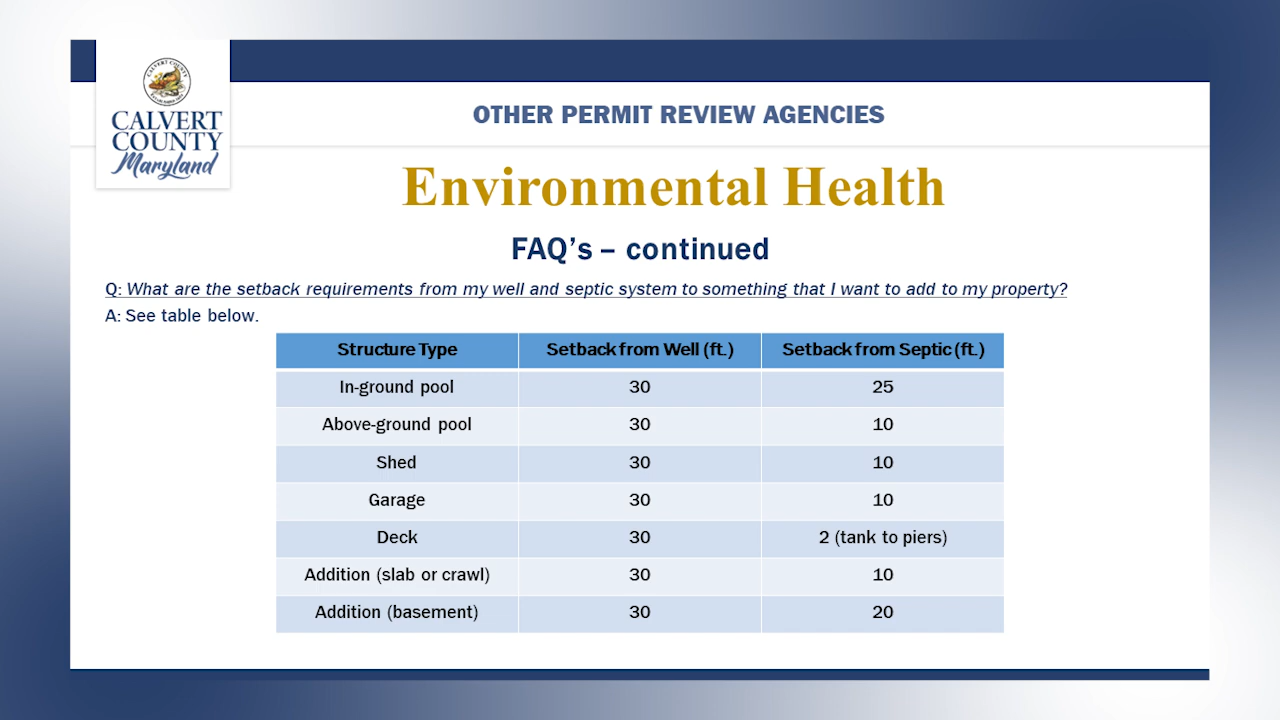 CALVERT COUNTY
CALVERT
COUNTY
Maryland
OTHER PERMIT REVIEW AGENCIES
Environmental Health
FAQ's – continued
Q: What are the setback requirements from my well and septic system to something that I want to add to my property?
A: See table below.
Structure Type Setback from Well (ft.) Setback from Septic (ft.)
In-ground pool 30 25
Above-ground pool 30 10
Shed 30 10
Garage 30 10
Deck 30 2 (tank to piers)
Addition (slab or crawl) 30 10
Addition (basement) 30 20